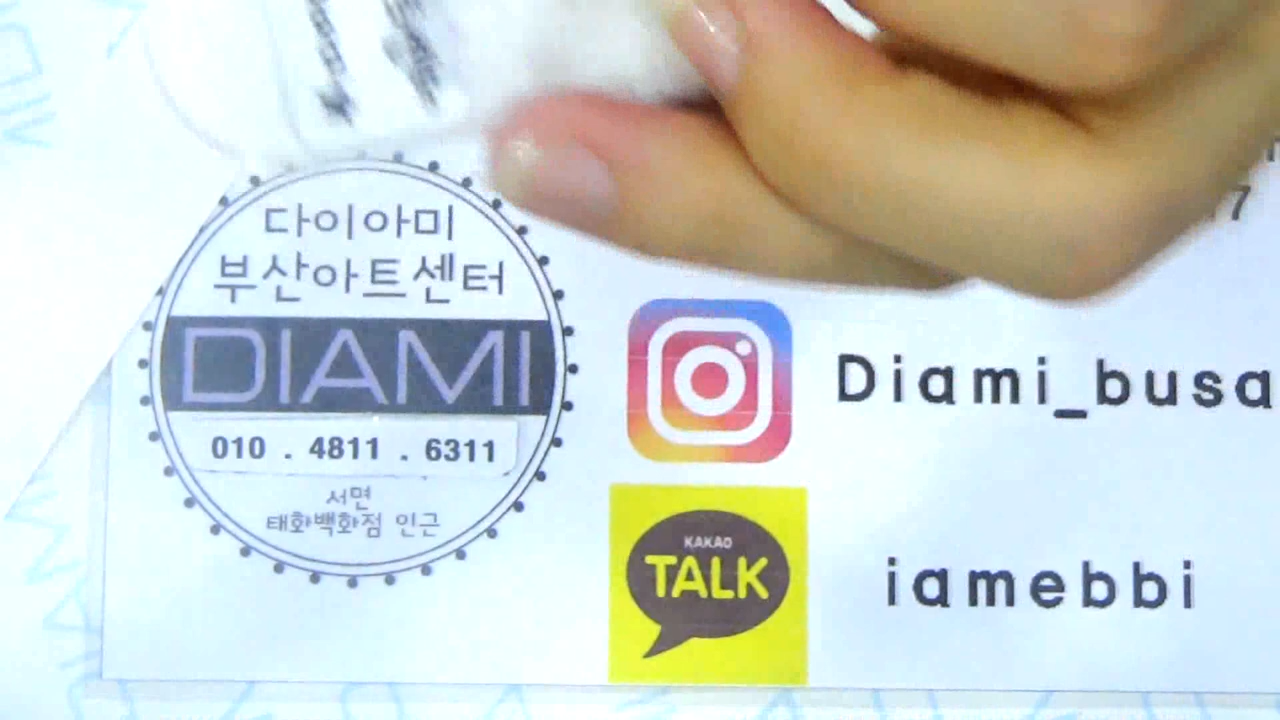 다이아미
부산아트센터
DIAMI
010 . 4811 . 6311
서면
태화백화점 인근
Diami_busa
KAKAO
TALK
iamebbi